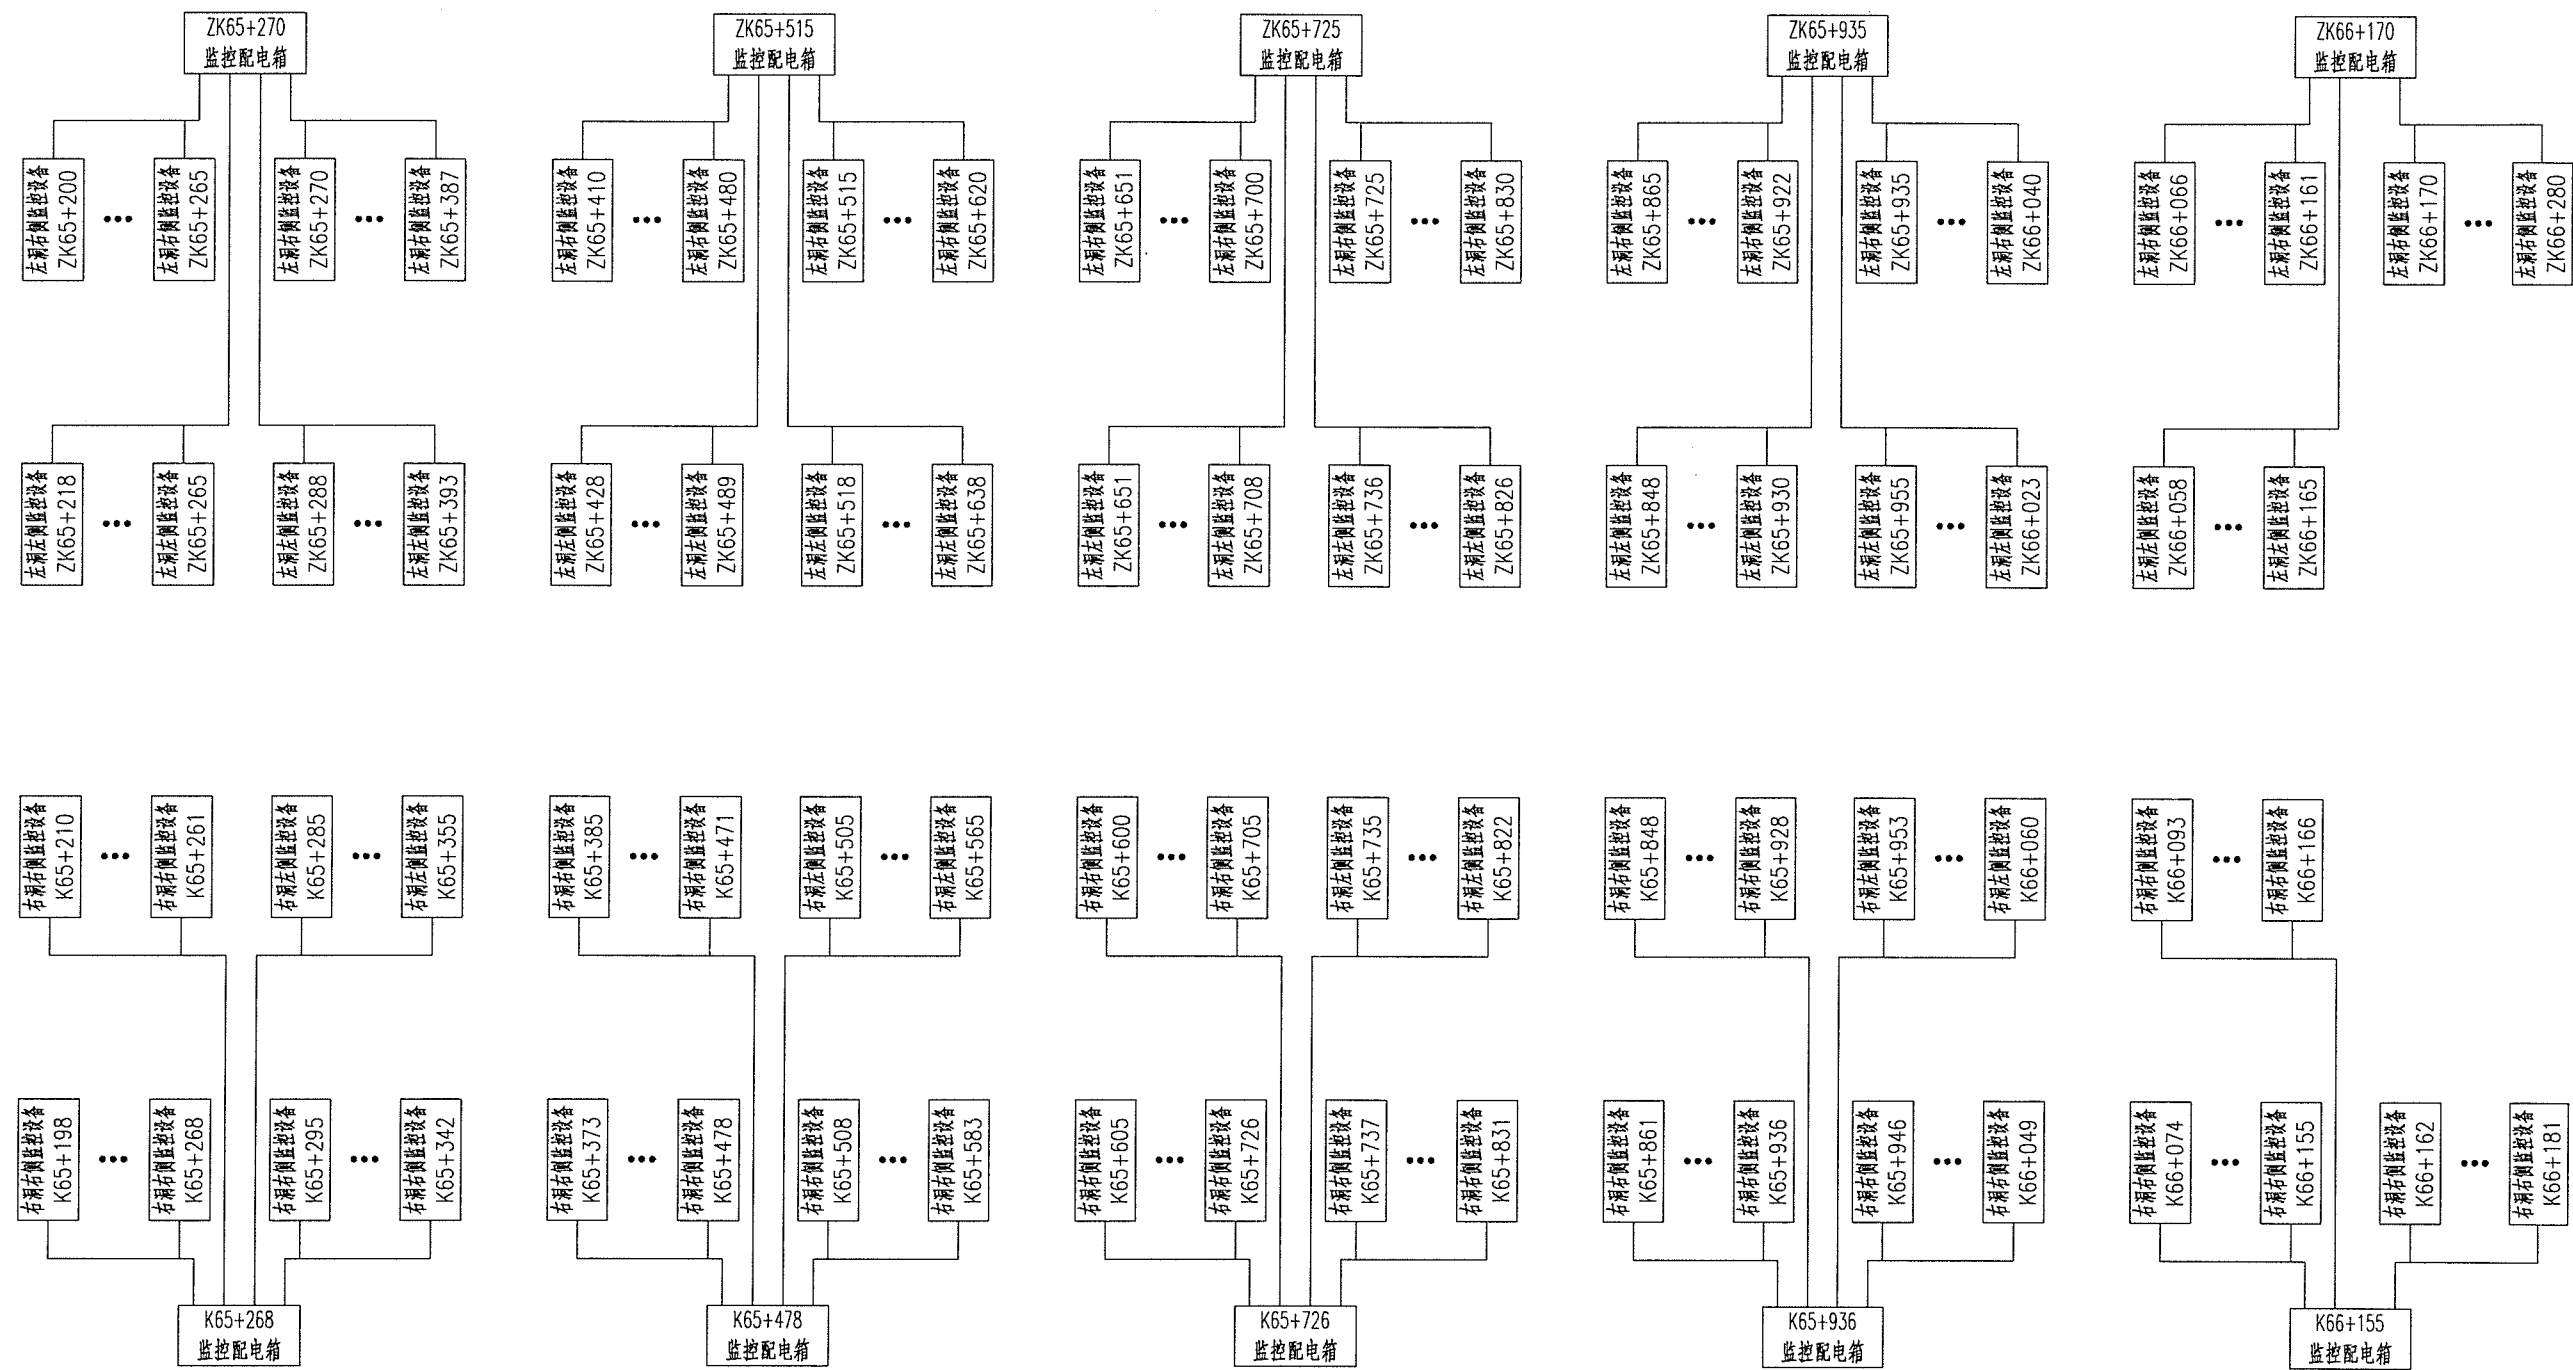 ZK65+270
监控配电箱
ZK65+515
监控配电箱
ZK65+725
监控配电箱
ZK65+935
监控配电箱
ZK66+170
监控配电箱
左洞右侧监控设备
ZK65+200
左洞右侧监控设备
ZK65+265
左洞右侧监控设备
ZK65+270
左洞右侧监控设备
ZK65+387
左洞右侧监控设备
ZK65+410
左洞右侧监控设备
ZK65+480
左洞右侧监控设备
ZK65+515
左洞右侧监控设备
ZK65+620
左洞右侧监控设备
ZK65+651
左洞右侧监控设备
ZK65+700
左洞右侧监控设备
ZK65+725
左洞右侧监控设备
ZK65+830
左洞右侧监控设备
ZK65+865
左洞右侧监控设备
ZK65+922
左洞右侧监控设备
ZK65+935
左洞右侧监控设备
ZK66+040
左洞右侧监控设备
ZK66+066
左洞右侧监控设备
ZK66+161
左洞右侧监控设备
ZK66+170
左洞右侧监控设备
ZK66+280
左洞左侧监控设备
ZK65+218
左洞左侧监控设备
ZK65+265
左洞左侧监控设备
ZK65+288
左洞左侧监控设备
ZK65+393
左洞左侧监控设备
ZK65+428
左洞左侧监控设备
ZK65+489
左洞左侧监控设备
ZK65+518
左洞左侧监控设备
ZK65+638
左洞左侧监控设备
ZK65+651
左洞左侧监控设备
ZK65+708
左洞左侧监控设备
ZK65+736
左洞左侧监控设备
ZK65+826
左洞左侧监控设备
ZK65+848
左洞左侧监控设备
ZK65+930
左洞左侧监控设备
ZK65+955
左洞左侧监控设备
ZK66+023
左洞左侧监控设备
ZK66+058
左洞左侧监控设备
ZK66+165
右洞右侧监控设备
K65+210
右洞右侧监控设备
K65+261
右洞左侧监控设备
K65+285
右洞左侧监控设备
K65+355
右洞右侧监控设备
K65+385
右洞右侧监控设备
K65+471
右洞左侧监控设备
K65+505
右洞左侧监控设备
K65+565
右洞右侧监控设备
K65+600
右洞右侧监控设备
K65+705
右洞左侧监控设备
K65+735
右洞左侧监控设备
K65+822
右洞右侧监控设备
K65+848
右洞右侧监控设备
K65+928
右洞左侧监控设备
K65+953
右洞左侧监控设备
K66+060
右洞右侧监控设备
K66+093
右洞右侧监控设备
K66+166
右洞右侧监控设备
K65+198
右洞右侧监控设备
K65+268
右洞右侧监控设备
K65+295
右洞右侧监控设备
K65+342
右洞右侧监控设备
K65+373
右洞右侧监控设备
K65+478
右洞右侧监控设备
K65+508
右洞右侧监控设备
K65+583
右洞右侧监控设备
K65+605
右洞右侧监控设备
K65+726
右洞右侧监控设备
K65+737
右洞右侧监控设备
K65+831
右洞右侧监控设备
K65+861
右洞右侧监控设备
K65+936
右洞右侧监控设备
K65+946
右洞右侧监控设备
K66+049
右洞右侧监控设备
K66+074
右洞右侧监控设备
K66+155
右洞右侧监控设备
K66+162
右洞右侧监控设备
K66+181
K65+268
监控配电箱
K65+478
监控配电箱
K65+726
监控配电箱
K65+936
监控配电箱
K66+155
监控配电箱